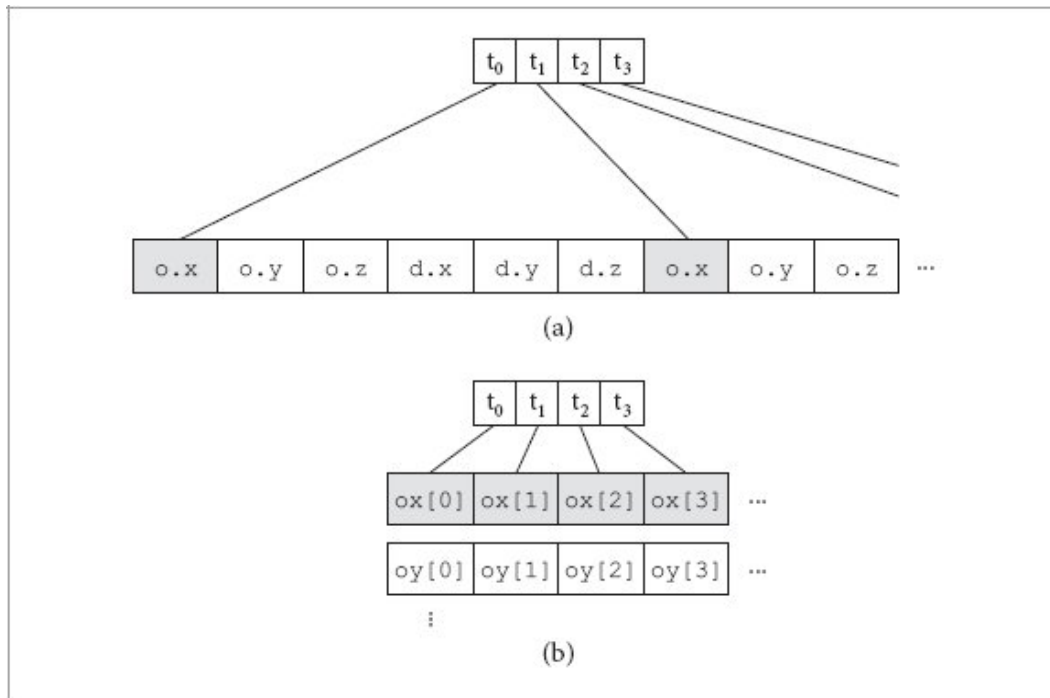 t0 t1 t2 t3
o.x o.y o.z d.x d.y d.z o.x o.y o.z ...
(a)
t0 t1 t2 t3
ox[0] ox[1] ox[2] ox[3] ...
oy[0] oy[1] oy[2] oy[3] ...
⋮
(b)